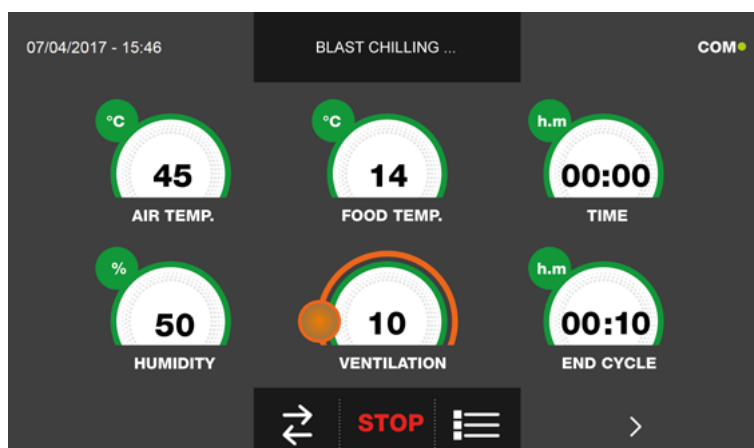 07/04/2017 - 15:46
BLAST CHILLING ...
COM
°C
45
AIR TEMP.
°C
14
FOOD TEMP.
h.m
00:00
TIME
%
50
HUMIDITY
10
VENTILATION
h.m
00:10
END CYCLE
STOP